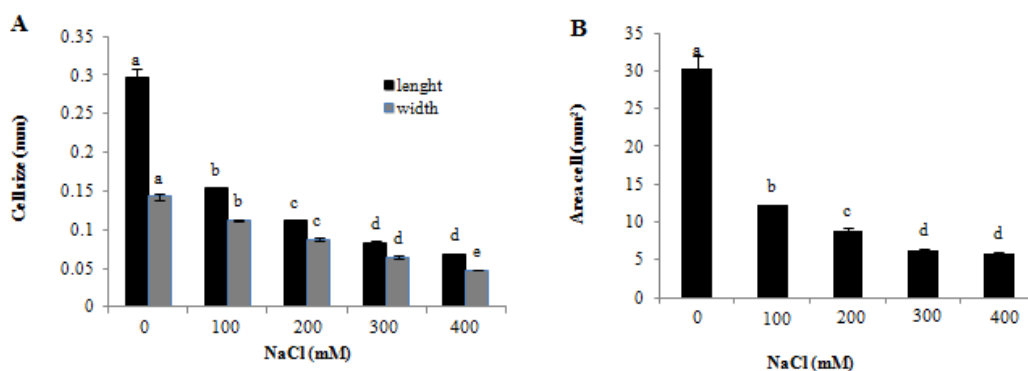 A
Cell size (mm)
0.35
0.3
0.25
0.2
0.15
0.1
0.05
0
a
a
b
b
c
c
d
d
d
e
lenght
width
0 100 200 300 400
NaCl (mM)
B
Area cell (mm²)
35
30
25
20
15
10
5
0
a
b
c
d
d
0 100 200 300 400
NaCl (mM)